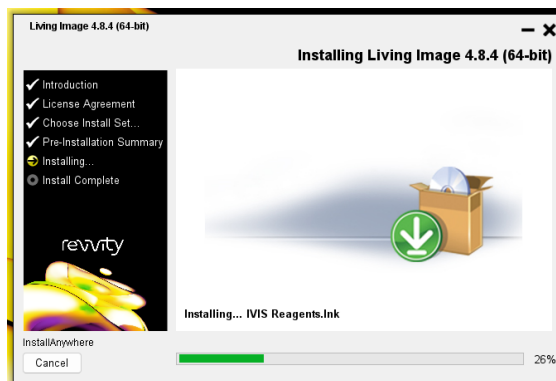 Living Image 4.8.4 (64-bit)
Installing Living Image 4.8.4 (64-bit)
Introduction
License Agreement
Choose Install Set...
Pre-Installation Summary
Installing...
Install Complete
revvity
Installing... IVIS Reagents.lnk
InstallAnywhere
Cancel
26%